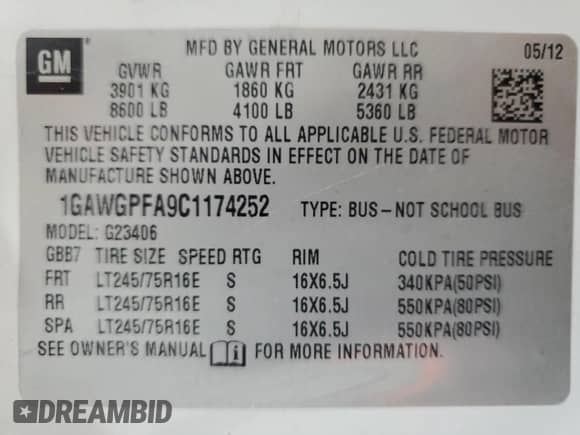 GM
MFD BY GENERAL MOTORS LLC 05/12
GVWR GAWR FRT GAWR RR
3901 KG 1860 KG 2431 KG
8600 LB 4100 LB 5360 LB
THIS VEHICLE CONFORMS TO ALL APPLICABLE U.S. FEDERAL MOTOR
VEHICLE SAFETY STANDARDS IN EFFECT ON THE DATE OF
MANUFACTURE SHOWN ABOVE.
1GAWGPFA9C1174252 TYPE: BUS-NOT SCHOOL BUS
MODEL: G23406
GBB7 TIRE SIZE SPEED RTG RIM COLD TIRE PRESSURE
FRT LT245/75R16E S 16X6.5J 340KPA(50PSI)
RR LT245/75R16E S 16X6.5J 550KPA(80PSI)
SPA LT245/75R16E S 16X6.5J 550KPA(80PSI)
SEE OWNER'S MANUAL FOR MORE INFORMATION.
DREAMBID